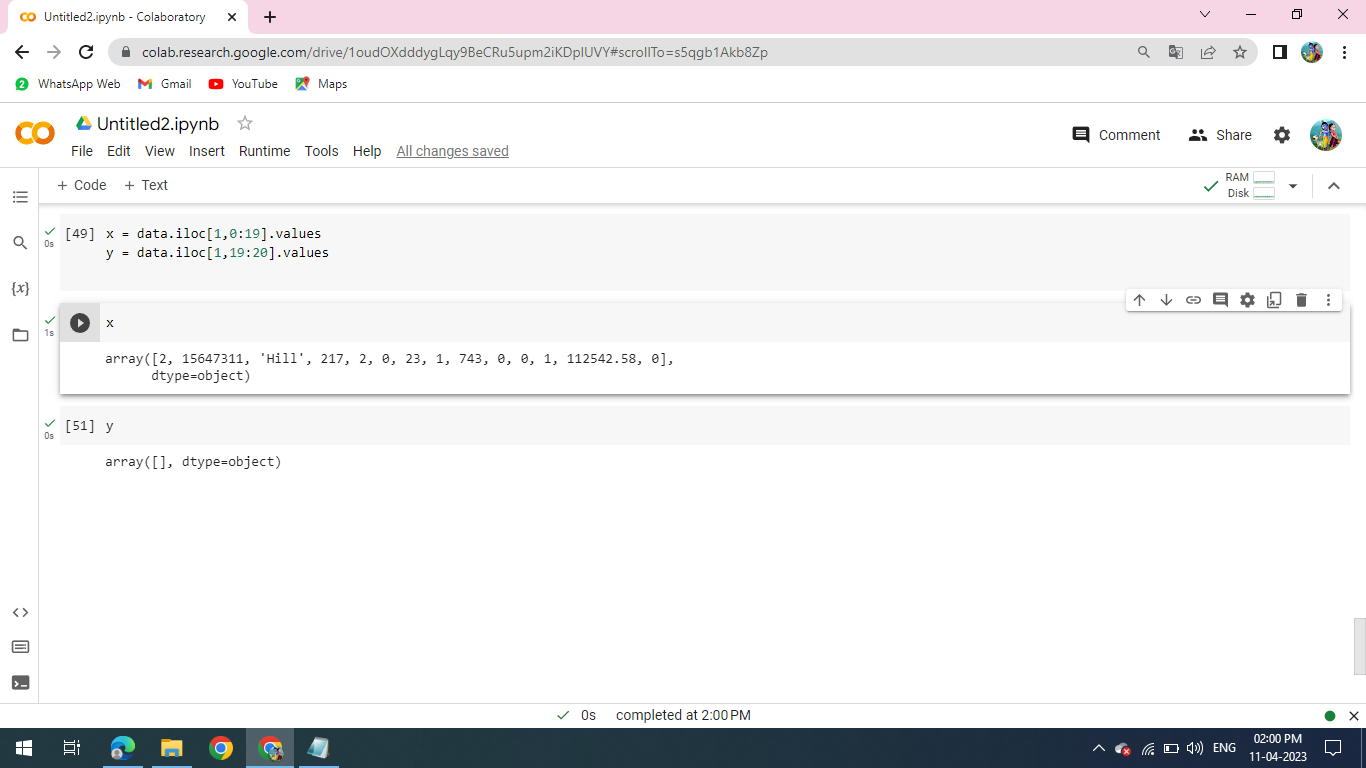 Untitled2.ipynb - Colaboratory
colab.research.google.com/drive/1oudOXdddygLqy9BeCRu5upm2iKDplUVY#scrollTo=s5qgb1Akb8Zp
2 WhatsApp Web Gmail YouTube Maps
Untitled2.ipynb
File Edit View Insert Runtime Tools Help All changes saved
Comment Share
+ Code + Text
RAM
Disk
[49] x = data.iloc[1,0:19].values
0s
y = data.iloc[1,19:20].values
{x}
x
1s
array([2, 15647311, 'Hill', 217, 2, 0, 23, 1, 743, 0, 0, 1, 112542.58, 0],
dtype=object)
[51] y
0s
array([], dtype=object)
0s completed at 2:00 PM
ENG
02:00 PM
11-04-2023